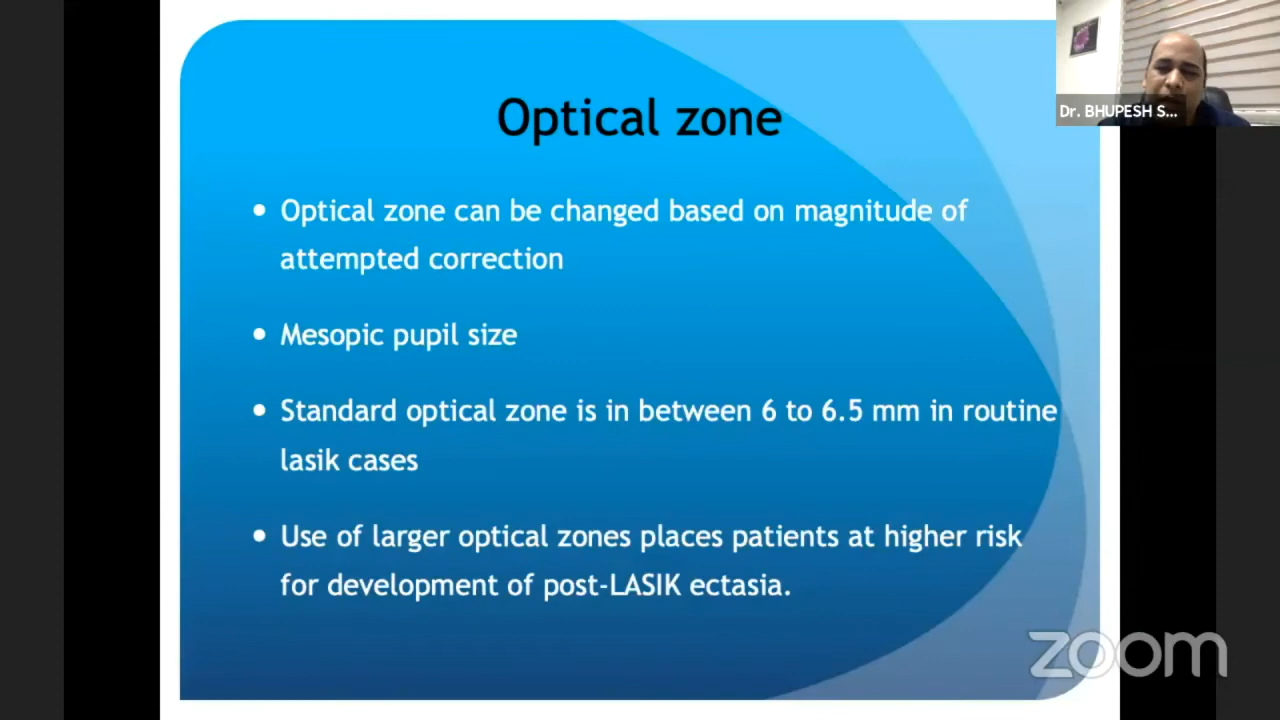 Optical zone
Dr. BHUPESH S...
• Optical zone can be changed based on magnitude of
attempted correction
• Mesopic pupil size
• Standard optical zone is in between 6 to 6.5 mm in routine
lasik cases
• Use of larger optical zones places patients at higher risk
for development of post-LASIK ectasia.
zoom